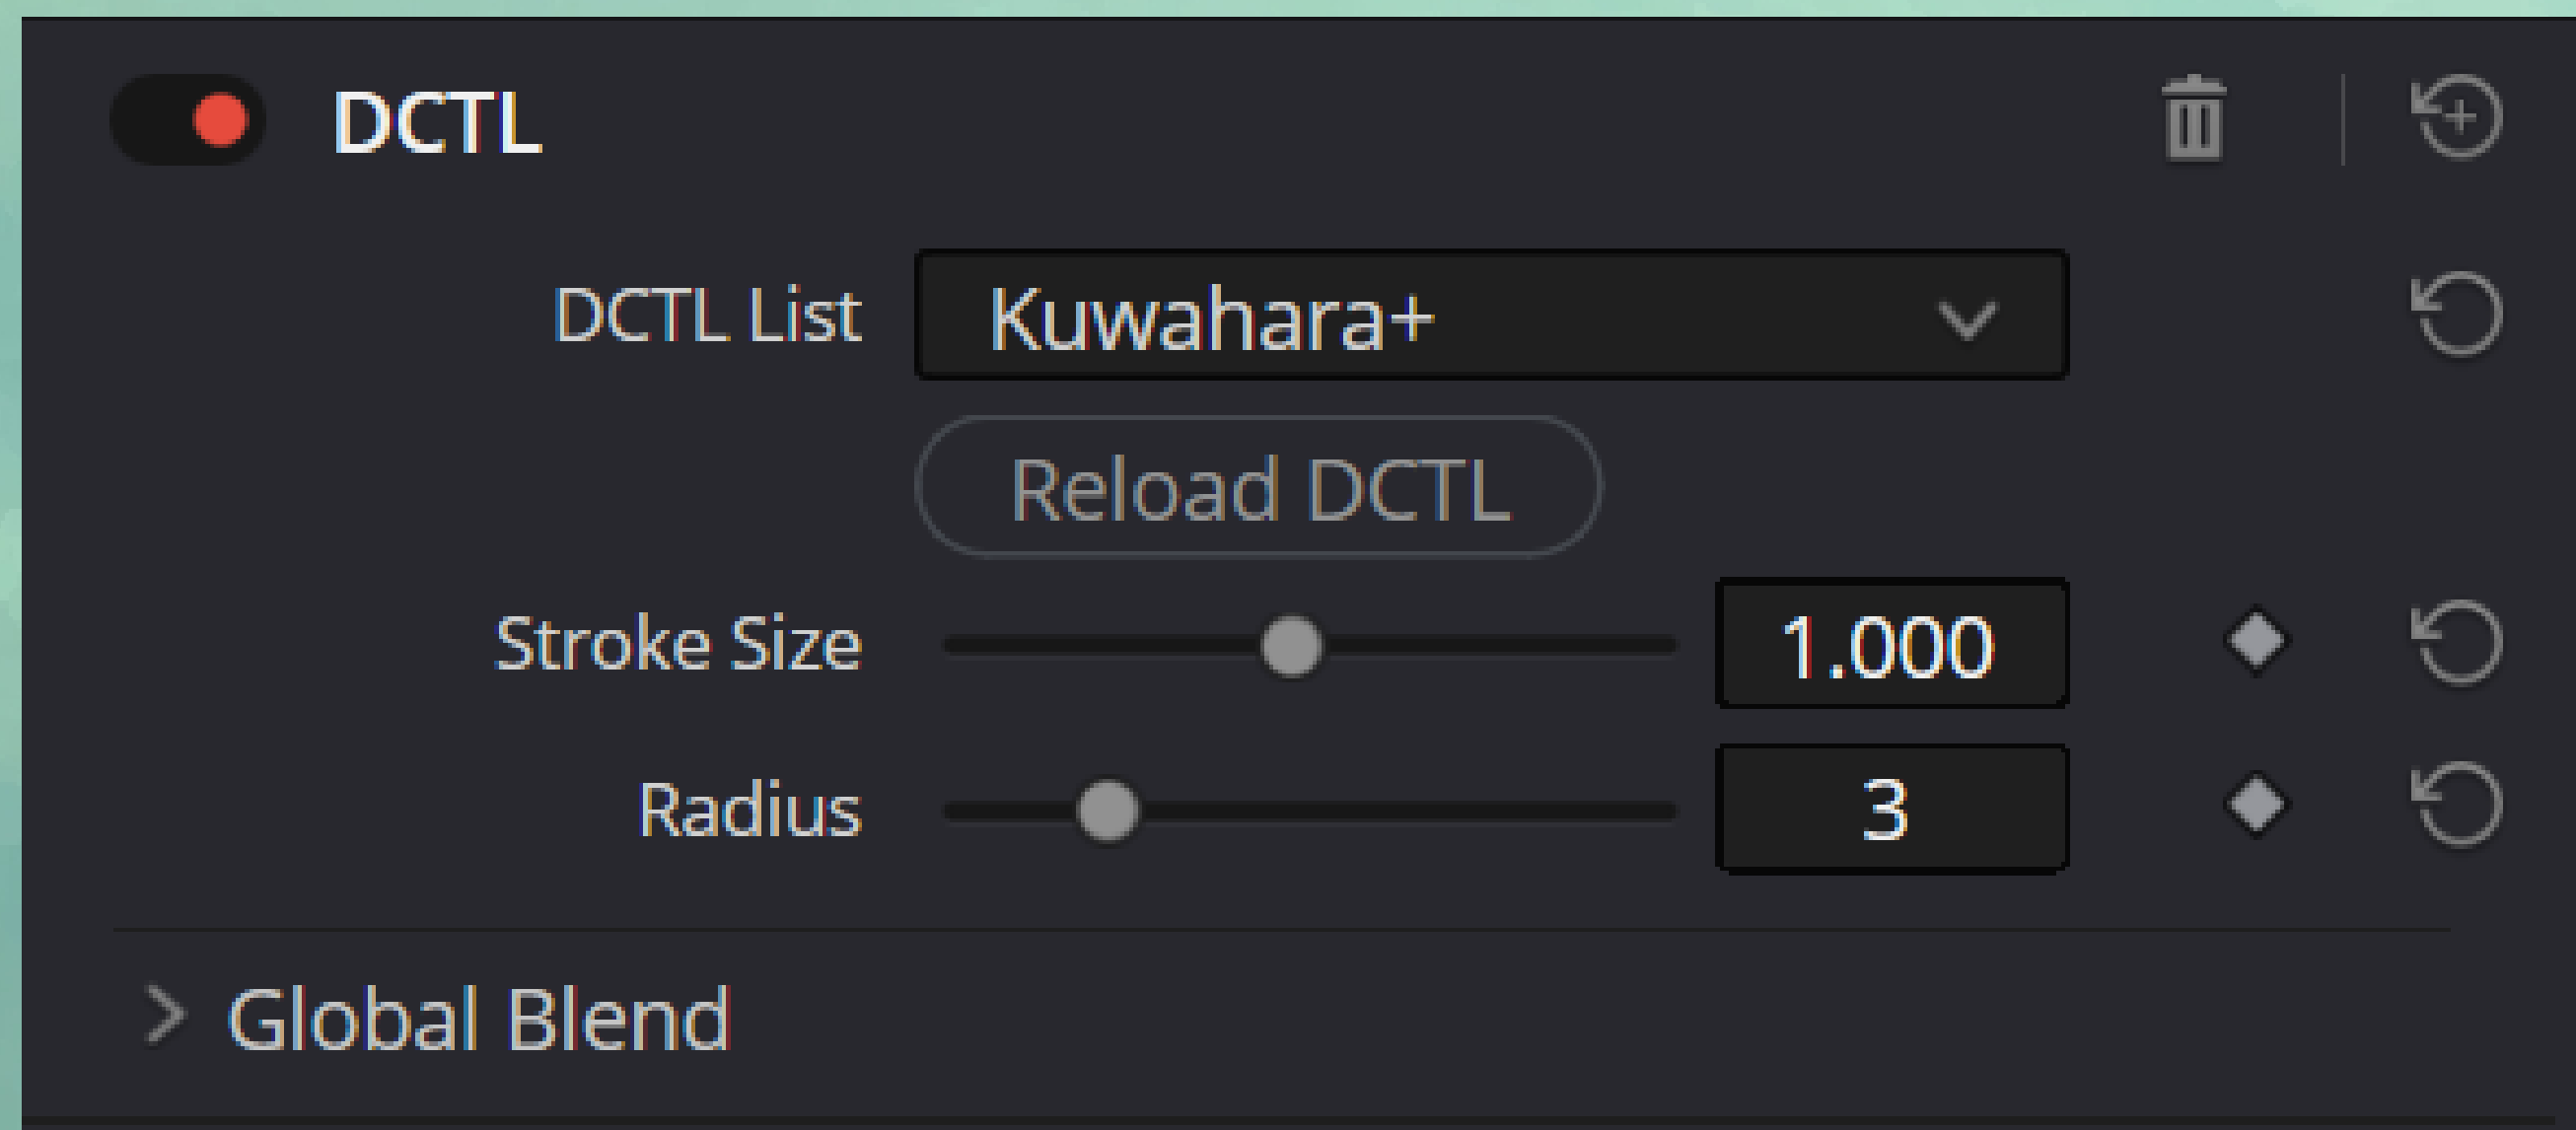 DCTL
DCTL List Kuwahara+
Reload DCTL
Stroke Size 1.000
Radius 3
Global Blend